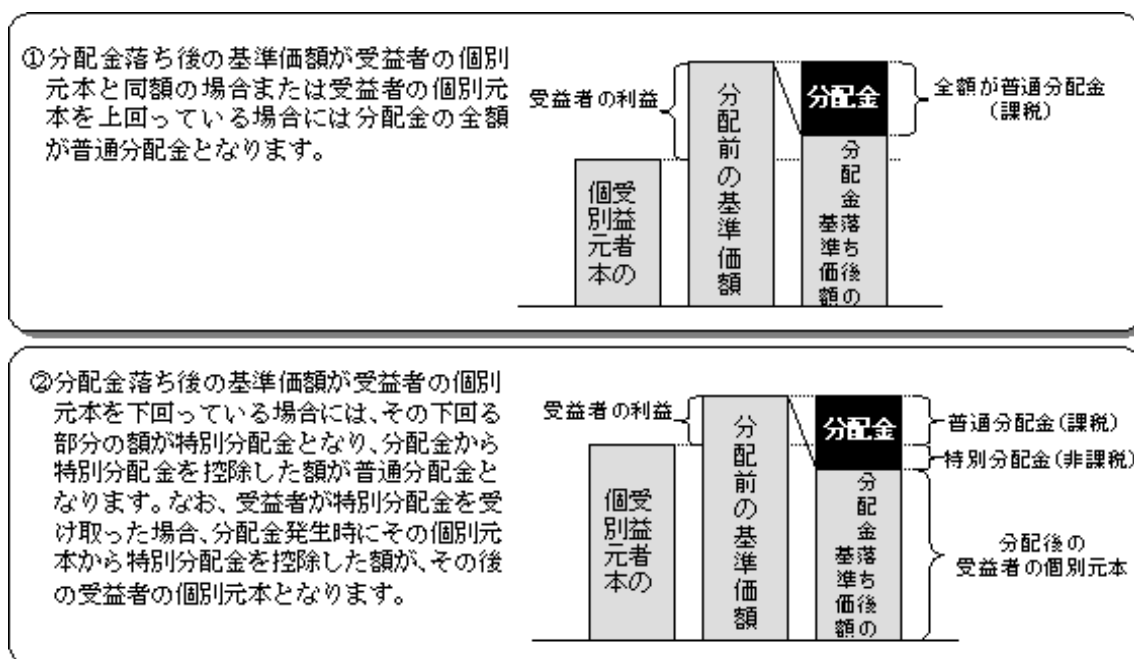 ①分配金落ち後の基準価額が受益者の個別
元本と同額の場合または受益者の個別元
本を上回っている場合には分配金の全額
が普通分配金となります。
受益者の利益
受益者の
個別元本
分配前の基準価額
分配金
分配金落ち後の
基準価額
全額が普通分配金
(課税)
②分配金落ち後の基準価額が受益者の個別
元本を下回っている場合には、その下回る
部分の額が特別分配金となり、分配金から
特別分配金を控除した額が普通分配金と
なります。なお、受益者が特別分配金を受
け取った場合、分配金発生時にその個別元
本から特別分配金を控除した額が、その後
の受益者の個別元本となります。
受益者の利益
受益者の
個別元本
分配前の基準価額
分配金
分配金落ち後の
基準価額
普通分配金(課税)
特別分配金(非課税)
分配後の
受益者の個別元本